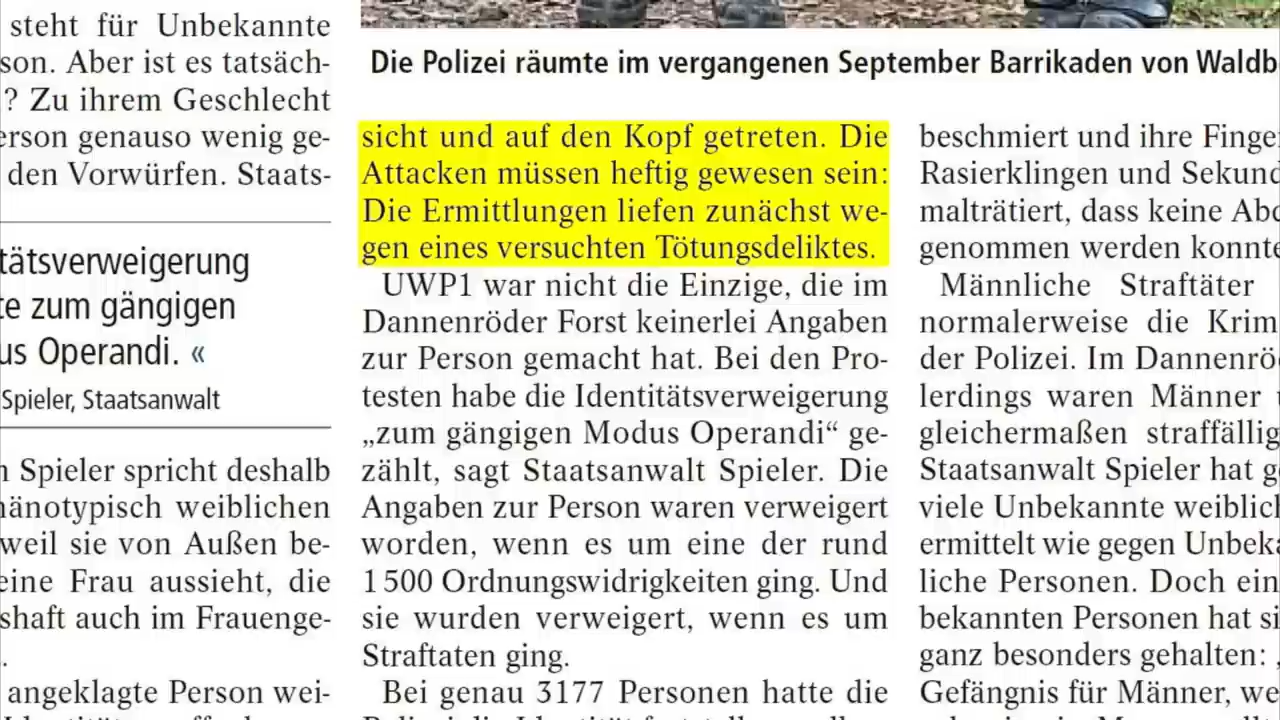 steht für Unbekannte
son. Aber ist es tatsäch-
? Zu ihrem Geschlecht
erson genauso wenig ge-
den Vorwürfen. Staats-
tätsverweigerung
te zum gängigen
us Operandi. «
Spieler, Staatsanwalt
n Spieler spricht deshalb
hänotypisch weiblichen
weil sie von Außen be-
eine Frau aussieht, die
shaft auch im Frauenge-
.
angeklagte Person wei-
Die Polizei räumte im vergangenen September Barrikaden von Waldb
sicht und auf den Kopf getreten. Die
Attacken müssen heftig gewesen sein:
Die Ermittlungen liefen zunächst we-
gen eines versuchten Tötungsdeliktes.
UWP1 war nicht die Einzige, die im
Dannenröder Forst keinerlei Angaben
zur Person gemacht hat. Bei den Pro-
testen habe die Identitätsverweigerung
„zum gängigen Modus Operandi“ ge-
zählt, sagt Staatsanwalt Spieler. Die
Angaben zur Person waren verweigert
worden, wenn es um eine der rund
1500 Ordnungswidrigkeiten ging. Und
sie wurden verweigert, wenn es um
Straftaten ging.
Bei genau 3177 Personen hatte die
beschmiert und ihre Finge
Rasierklingen und Sekund
malträtiert, dass keine Abd
genommen werden konnte
Männliche Straftäter
normalerweise die Krim
der Polizei. Im Dannenrö
lerdings waren Männer u
gleichermaßen straffällig
Staatsanwalt Spieler hat g
viele Unbekannte weiblich
ermittelt wie gegen Unbeka
liche Personen. Doch ein
bekannten Personen hat si
ganz besonders gehalten: „
Gefängnis für Männer, we